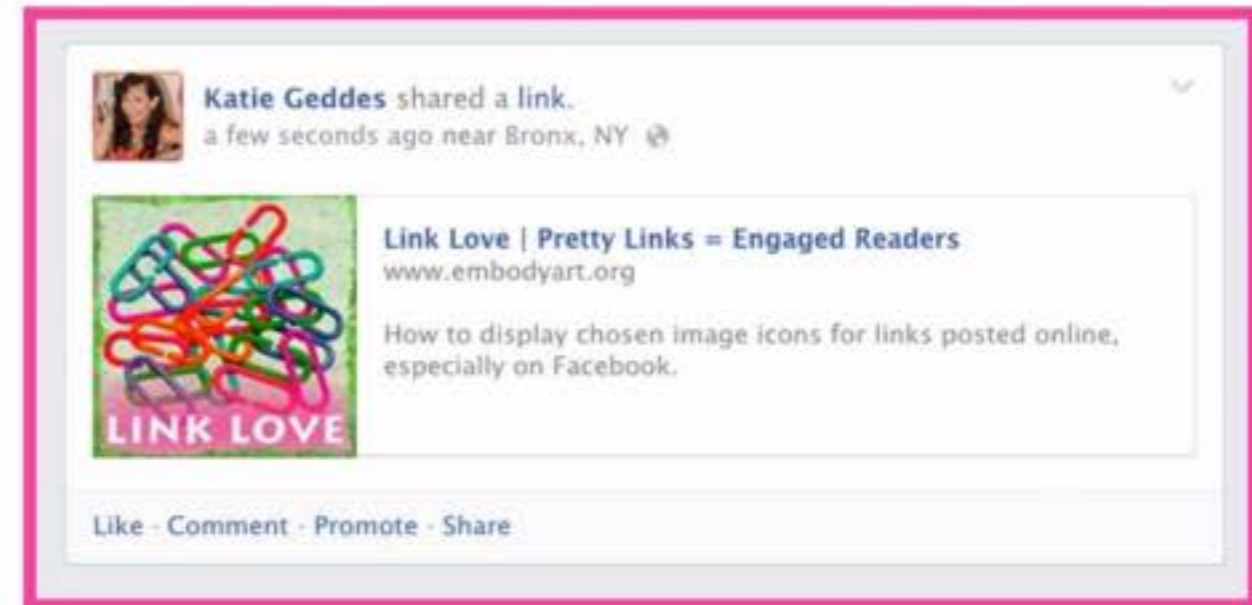 Katie Geddes shared a link.
a few seconds ago near Bronx, NY
Link Love | Pretty Links = Engaged Readers
www.embodyart.org
How to display chosen image icons for links posted online,
especially on Facebook.
LINK LOVE
Like · Comment · Promote · Share